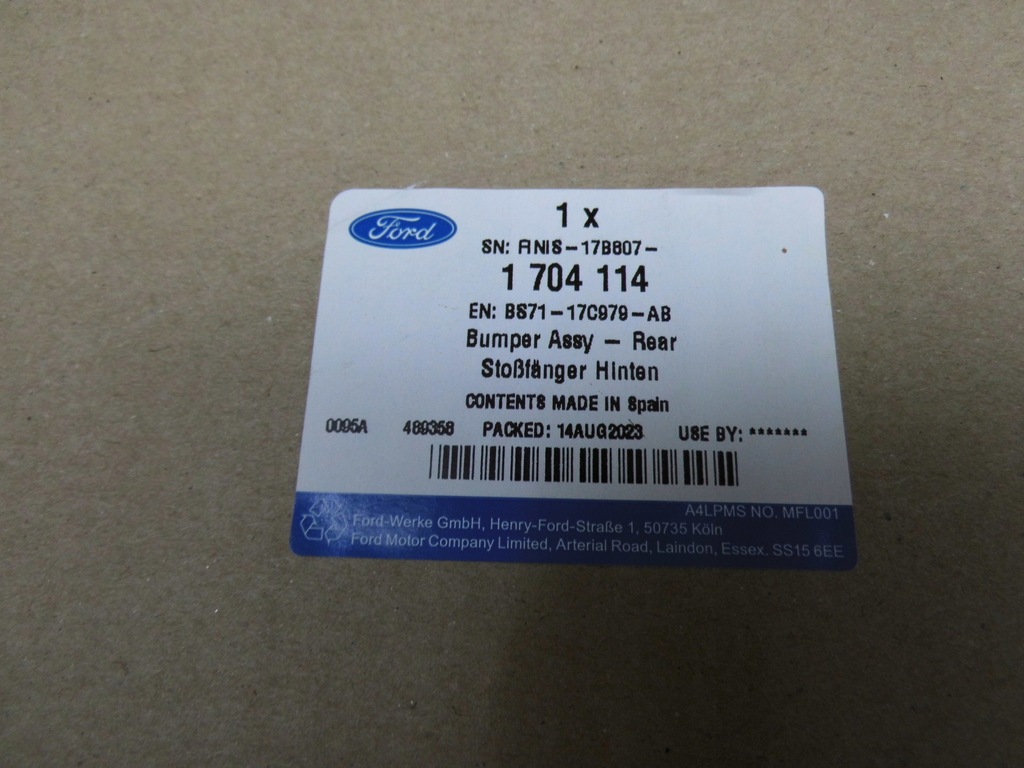 Ford
1 x
SN: FINIS-17B807-
1 704 114
EN: BS71-17C979-AB
Bumper Assy - Rear
Stoßfänger Hinten
CONTENTS MADE IN Spain
0095A 489358 PACKED: 14AUG2023 USE BY: *******
A4LPMS NO. MFL001
Ford-Werke GmbH, Henry-Ford-Straße 1, 50735 Köln
Ford Motor Company Limited, Arterial Road, Laindon, Essex. SS15 6EE